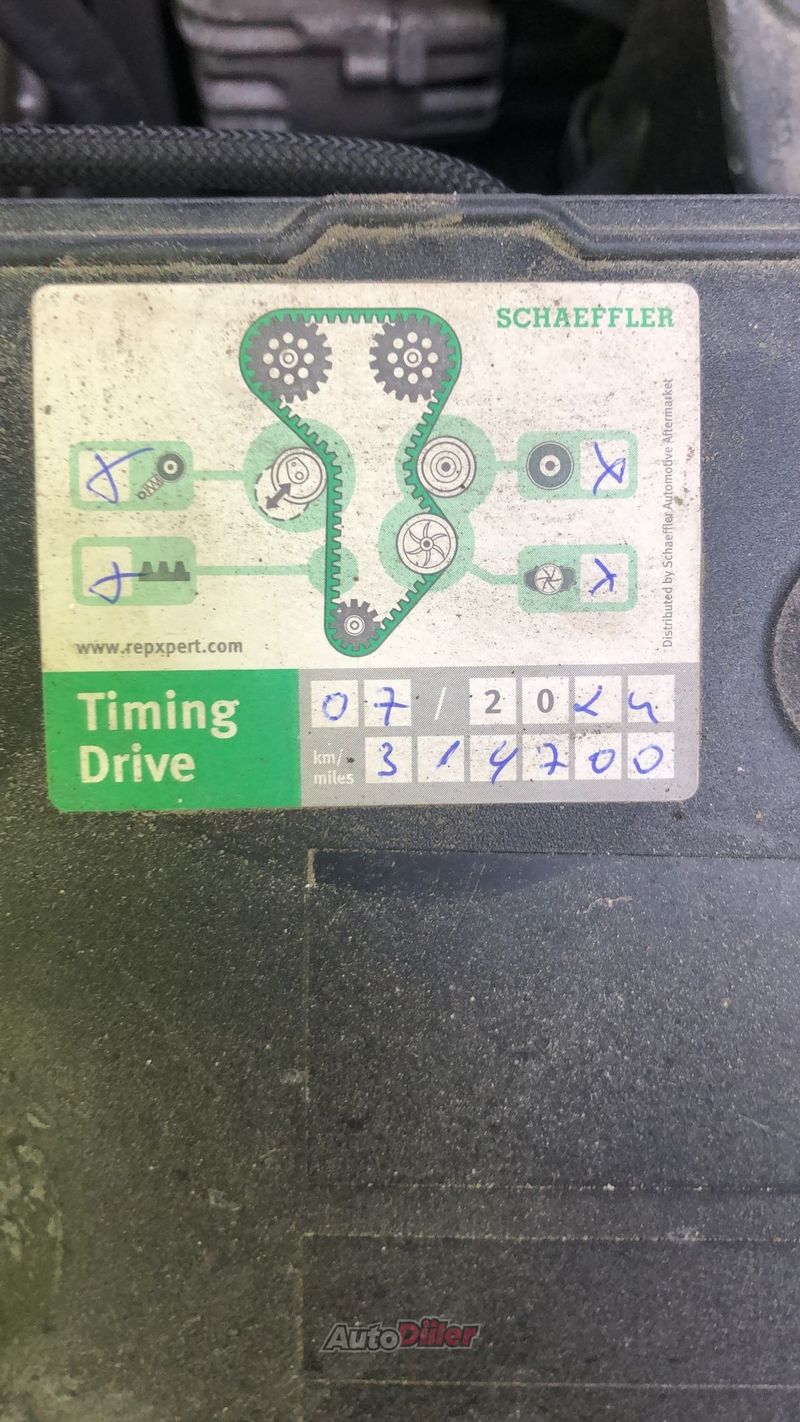 SCHAEFFLER
Distributed by Schaeffler Automotive Aftermarket
x
x
x
x
www.repxpert.com
Timing
Drive
07 / 2024
km/
miles
314700
AutoDiler